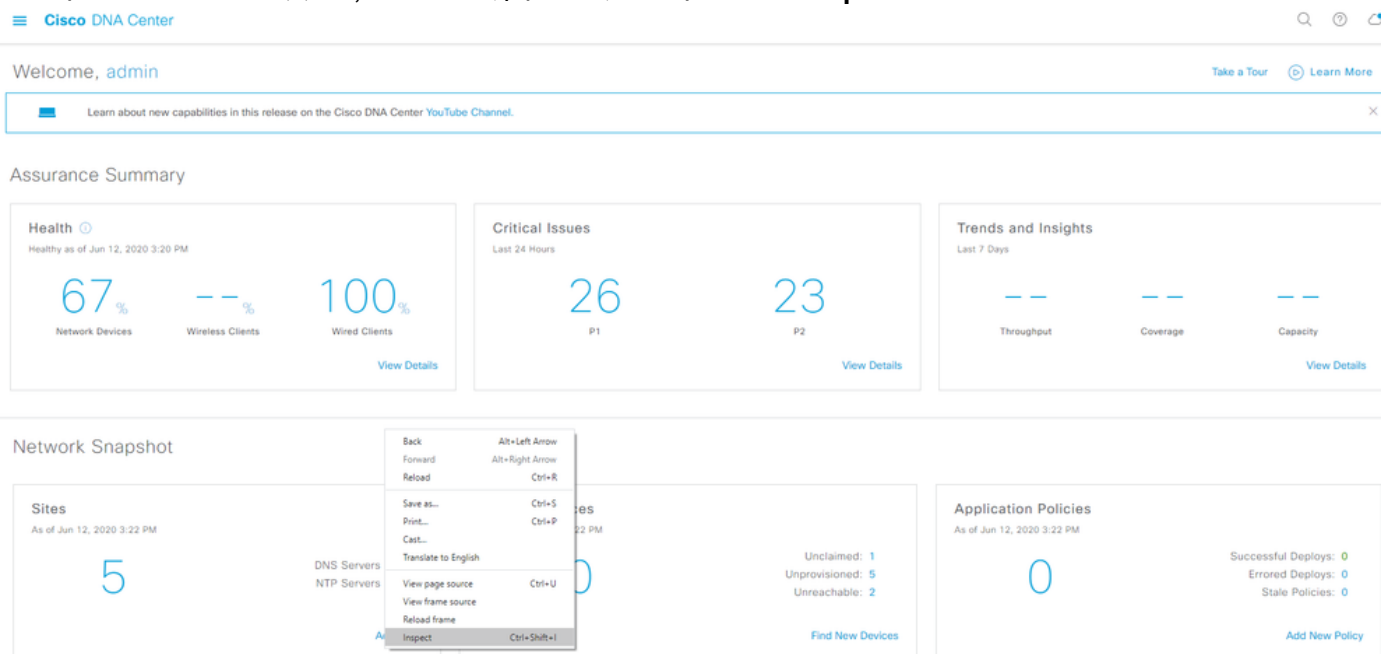 Cisco DNA Center
Welcome, admin
Take a Tour Learn More
Learn about new capabilities in this release on the Cisco DNA Center YouTube Channel.
Assurance Summary
Health
Healthy as of Jun 12, 2020 3:20 PM
67% --% 100%
Network Devices Wireless Clients Wired Clients
View Details
Critical Issues
Last 24 Hours
26 23
P1 P2
View Details
Trends and Insights
Last 7 Days
-- -- --
Throughput Coverage Capacity
View Details
Network Snapshot
Sites
As of Jun 12, 2020 3:22 PM
5
DNS Servers
NTP Servers
Back Alt+Left Arrow
Forward Alt+Right Arrow
Reload Ctrl+R
Save as... Ctrl+S
Print... Ctrl+P
Cast...
Translate to English
View page source Ctrl+U
View frame source
Reload frame
Inspect Ctrl+Shift+I
22 PM
Unclaimed: 1
Unprovisioned: 5
Unreachable: 2
Find New Devices
Application Policies
As of Jun 12, 2020 3:22 PM
0
Successful Deploys: 0
Errored Deploys: 0
Stale Policies: 0
Add New Policy